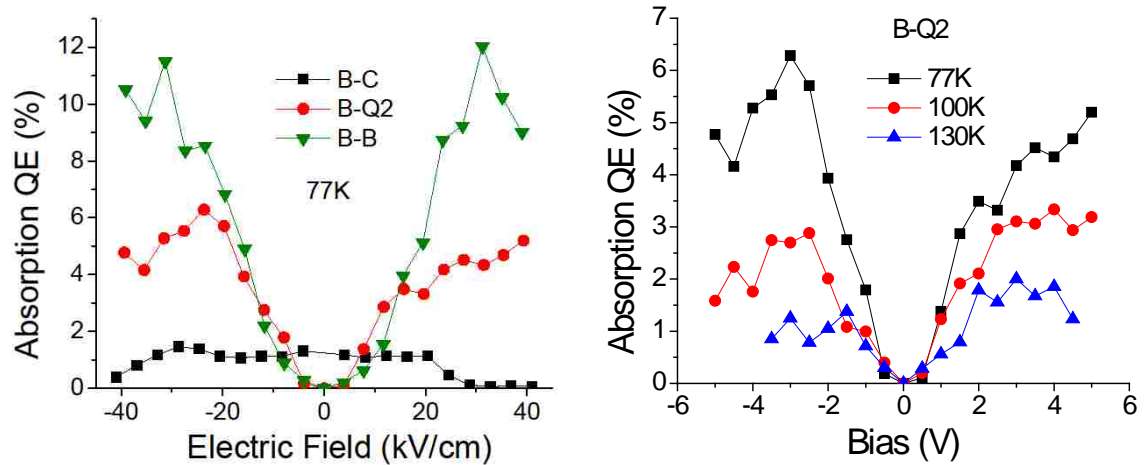 12
10
8
6
4
2
0
Absorption QE (%)
B-C
B-Q2
B-B
77K
-40
-20
0
20
40
Electric Field (kV/cm)
7
6
5
4
3
2
1
0
Absorption QE (%)
B-Q2
77K
100K
130K
-6
-4
-2
0
2
4
6
Bias (V)